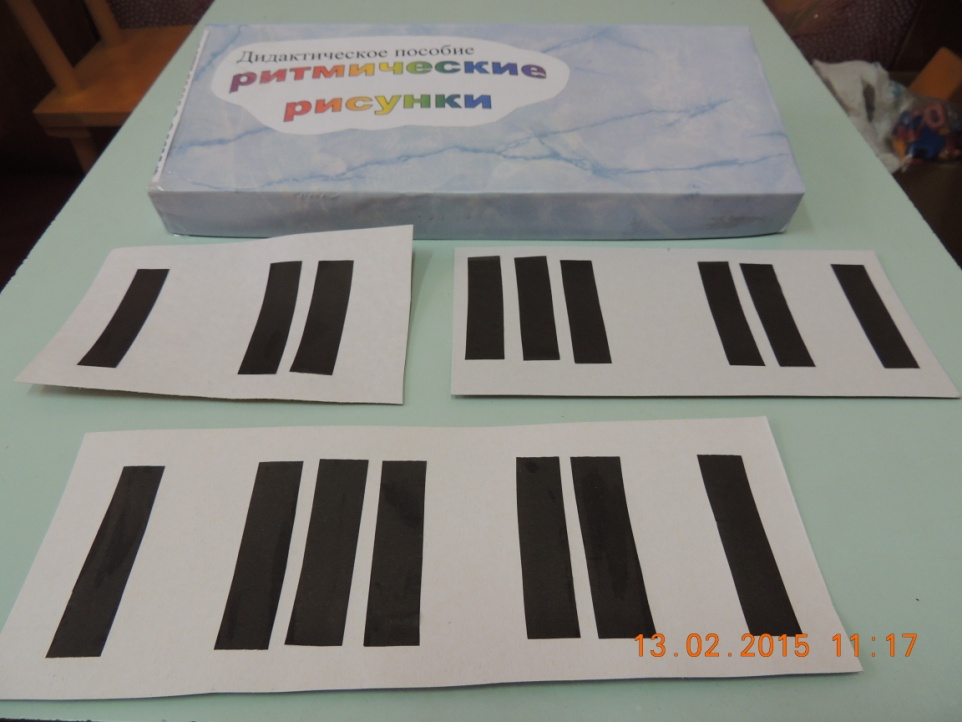 Дидактическое пособие
ритмические
рисунки
13.02.2015 11:17